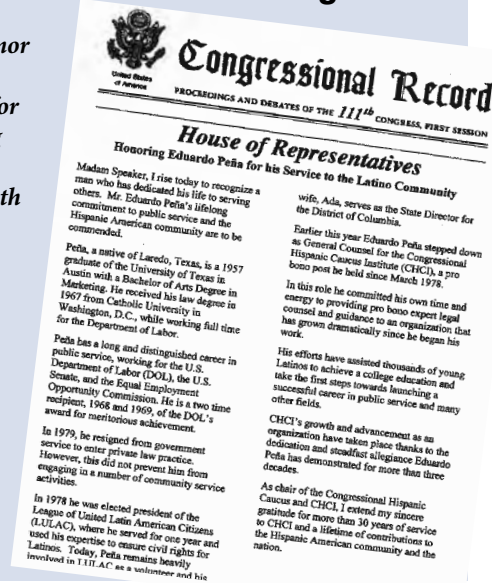 nor
for
th
United States
of America
Congressional Record
PROCEEDINGS AND DEBATES OF THE 111th CONGRESS, FIRST SESSION
House of Representatives
Honoring Eduardo Peña for his Service to the Latino Community
Madam Speaker, I rise today to recognize a
man who has dedicated his life to serving
others. Mr. Eduardo Peña's lifelong
commitment to public service and the
Hispanic American community are to be
commended.
Peña, a native of Laredo, Texas, is a 1957
graduate of the University of Texas in
Austin with a Bachelor of Arts Degree in
Marketing. He received his law degree in
1967 from Catholic University in
Washington, D.C., while working full time
for the Department of Labor.
Peña has a long and distinguished career in
public service, working for the U.S.
Department of Labor (DOL), the U.S.
Senate, and the Equal Employment
Opportunity Commission. He is a two time
recipient, 1968 and 1969, of the DOL's
award for meritorious achievement.
In 1979, he resigned from government
service to enter private law practice.
However, this did not prevent him from
engaging in a number of community service
activities.
In 1978 he was elected president of the
League of United Latin American Citizens
(LULAC), where he served for one year and
used his expertise to ensure civil rights for
Latinos. Today, Peña remains heavily
involved in LULAC as a volunteer and his
wife, Ada, serves as the State Director for
the District of Columbia.
Earlier this year Eduardo Peña stepped down
as General Counsel for the Congressional
Hispanic Caucus Institute (CHCI), a pro
bono post he held since March 1978.
In this role he committed his own time and
energy to providing pro bono expert legal
counsel and guidance to an organization that
has grown dramatically since he began his
work.
His efforts have assisted thousands of young
Latinos to achieve a college education and
take the first steps towards launching a
successful career in public service and many
other fields.
CHCI's growth and advancement as an
organization have taken place thanks to the
dedication and steadfast allegiance Eduardo
Peña has demonstrated for more than three
decades.
As chair of the Congressional Hispanic
Caucus and CHCI, I extend my sincere
gratitude for more than 30 years of service
to CHCI and a lifetime of contributions to
the Hispanic American community and the
nation.